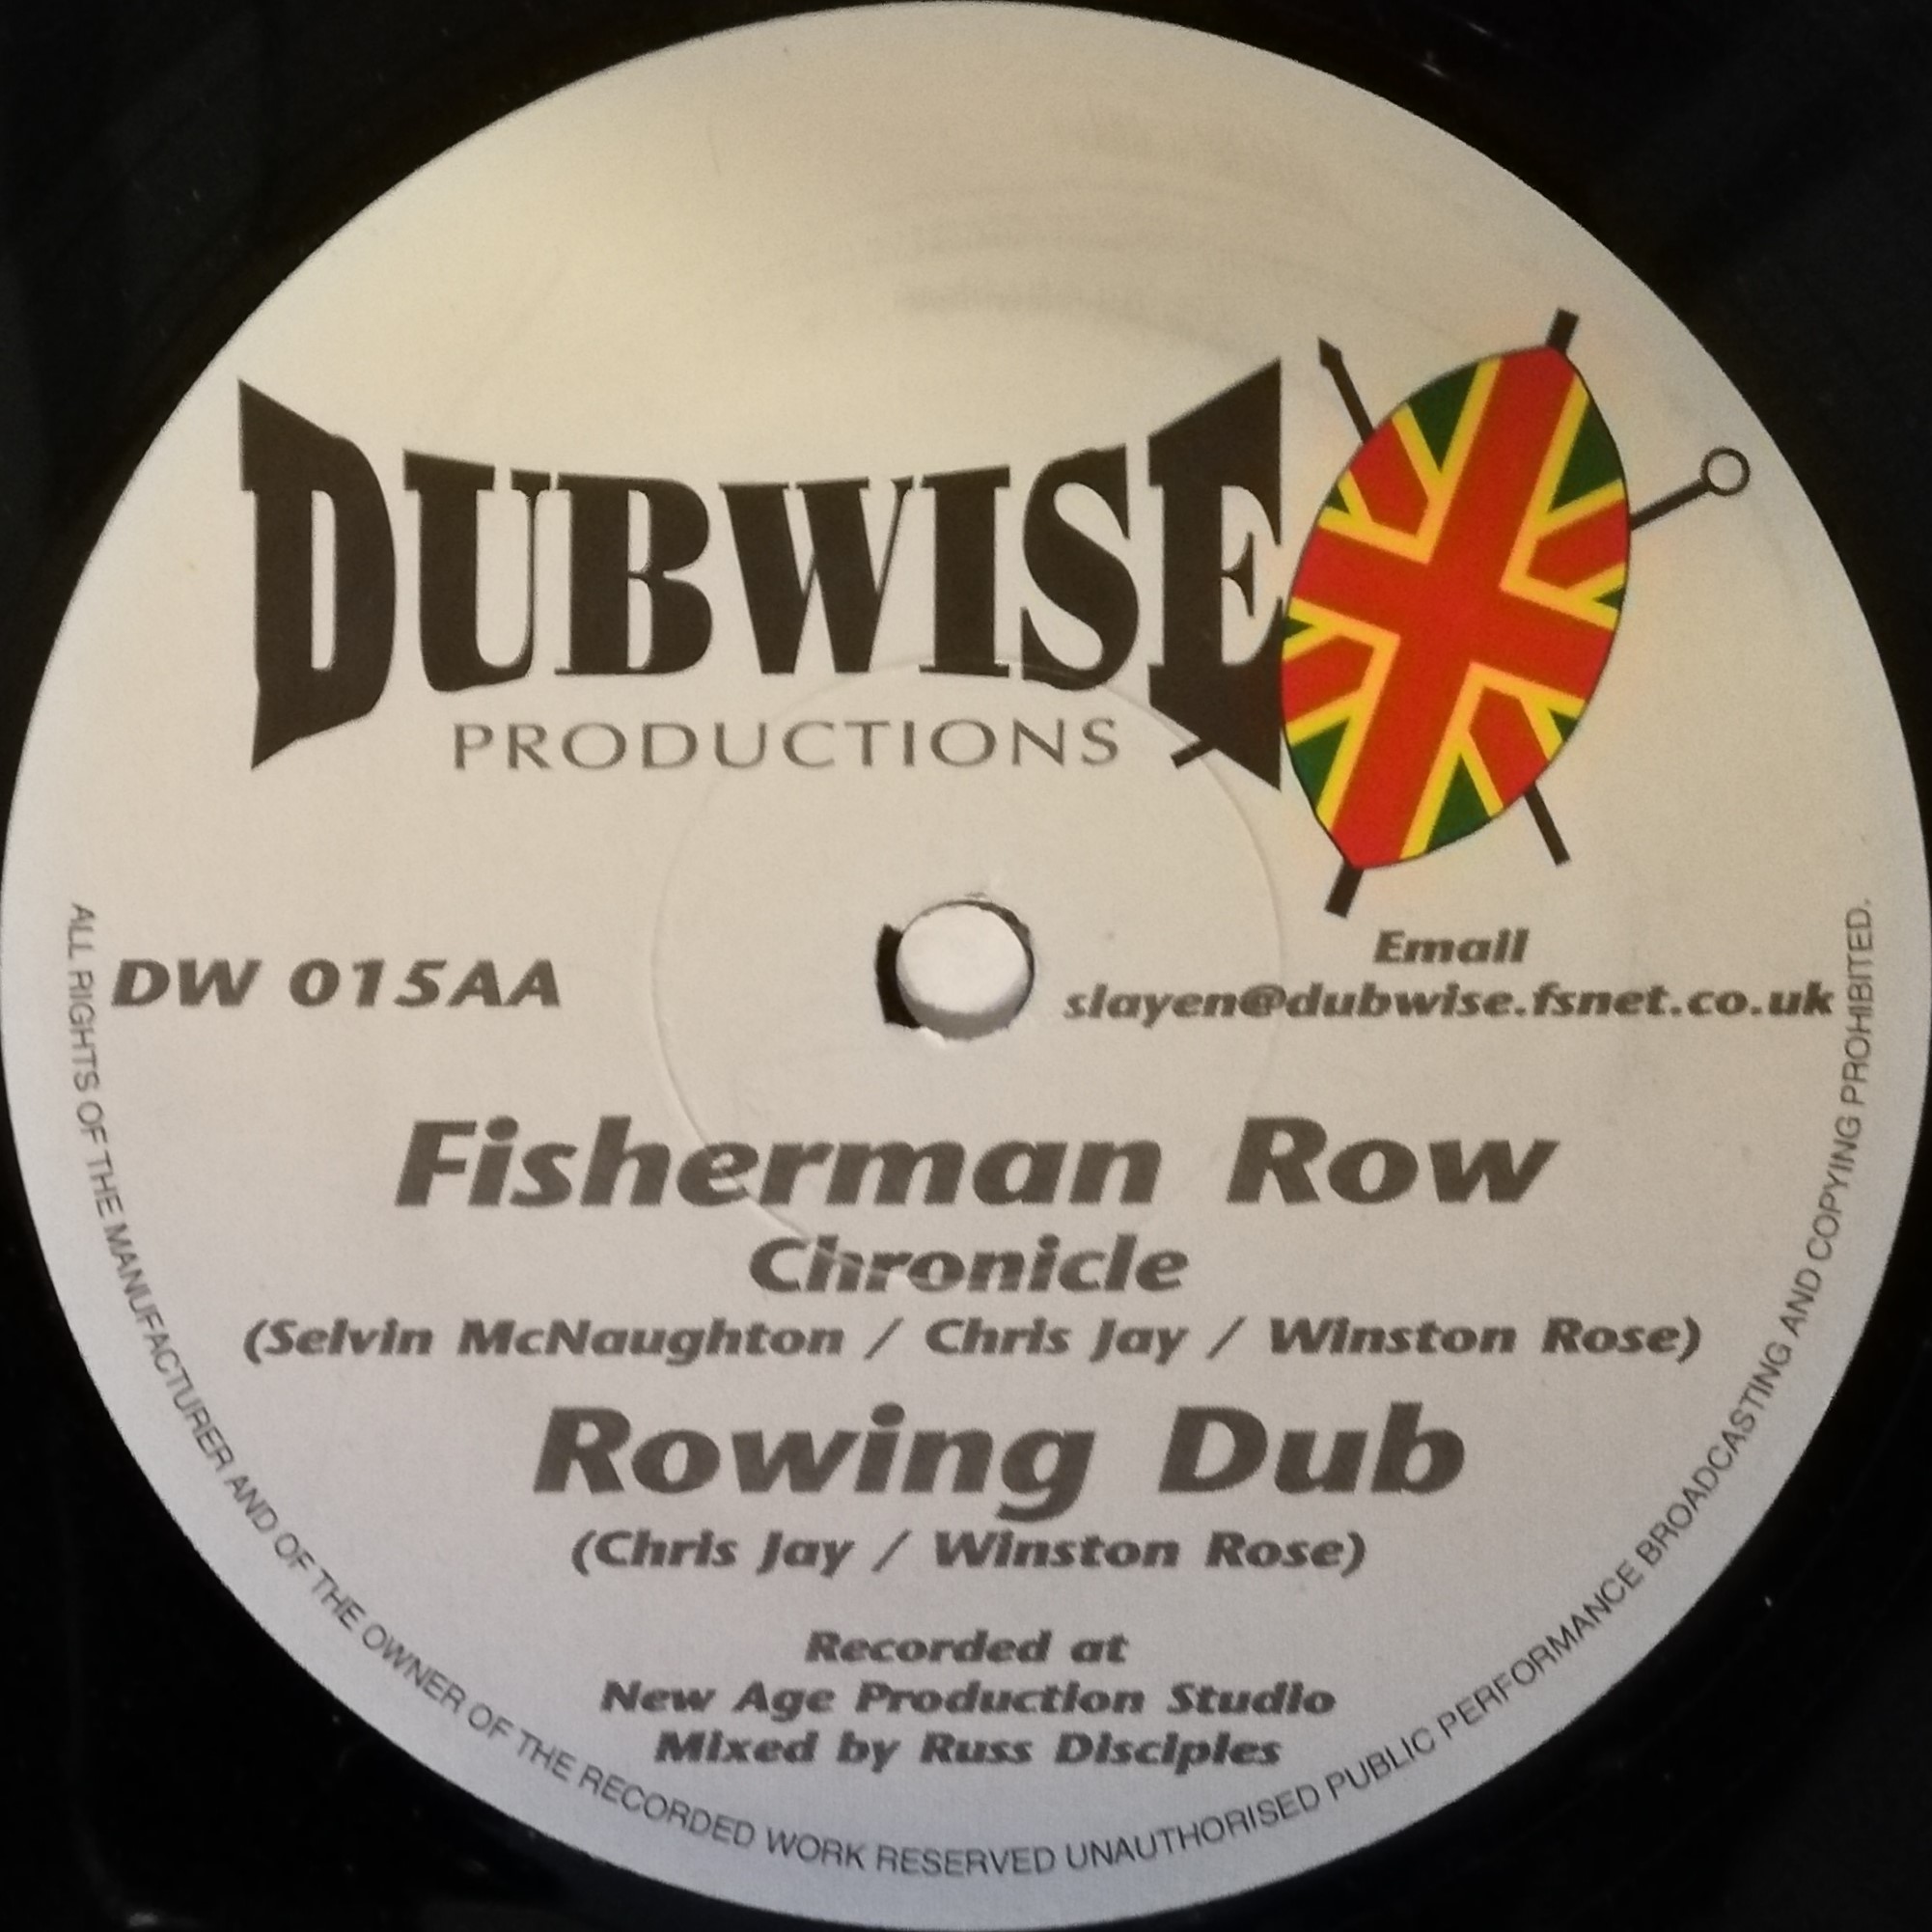 DUBWISE
PRODUCTIONS
DW 015AA
Email
slayen@dubwise.fsnet.co.uk
Fisherman Row
Chronicle
(Selvin McNaughton / Chris Jay / Winston Rose)
Rowing Dub
(Chris Jay / Winston Rose)
Recorded at
New Age Production Studio
Mixed by Russ Disciples
ALL RIGHTS OF THE MANUFACTURER AND OF THE OWNER OF THE RECORDED WORK RESERVED UNAUTHORISED PUBLIC PERFORMANCE BROADCASTING AND COPYING PROHIBITED.